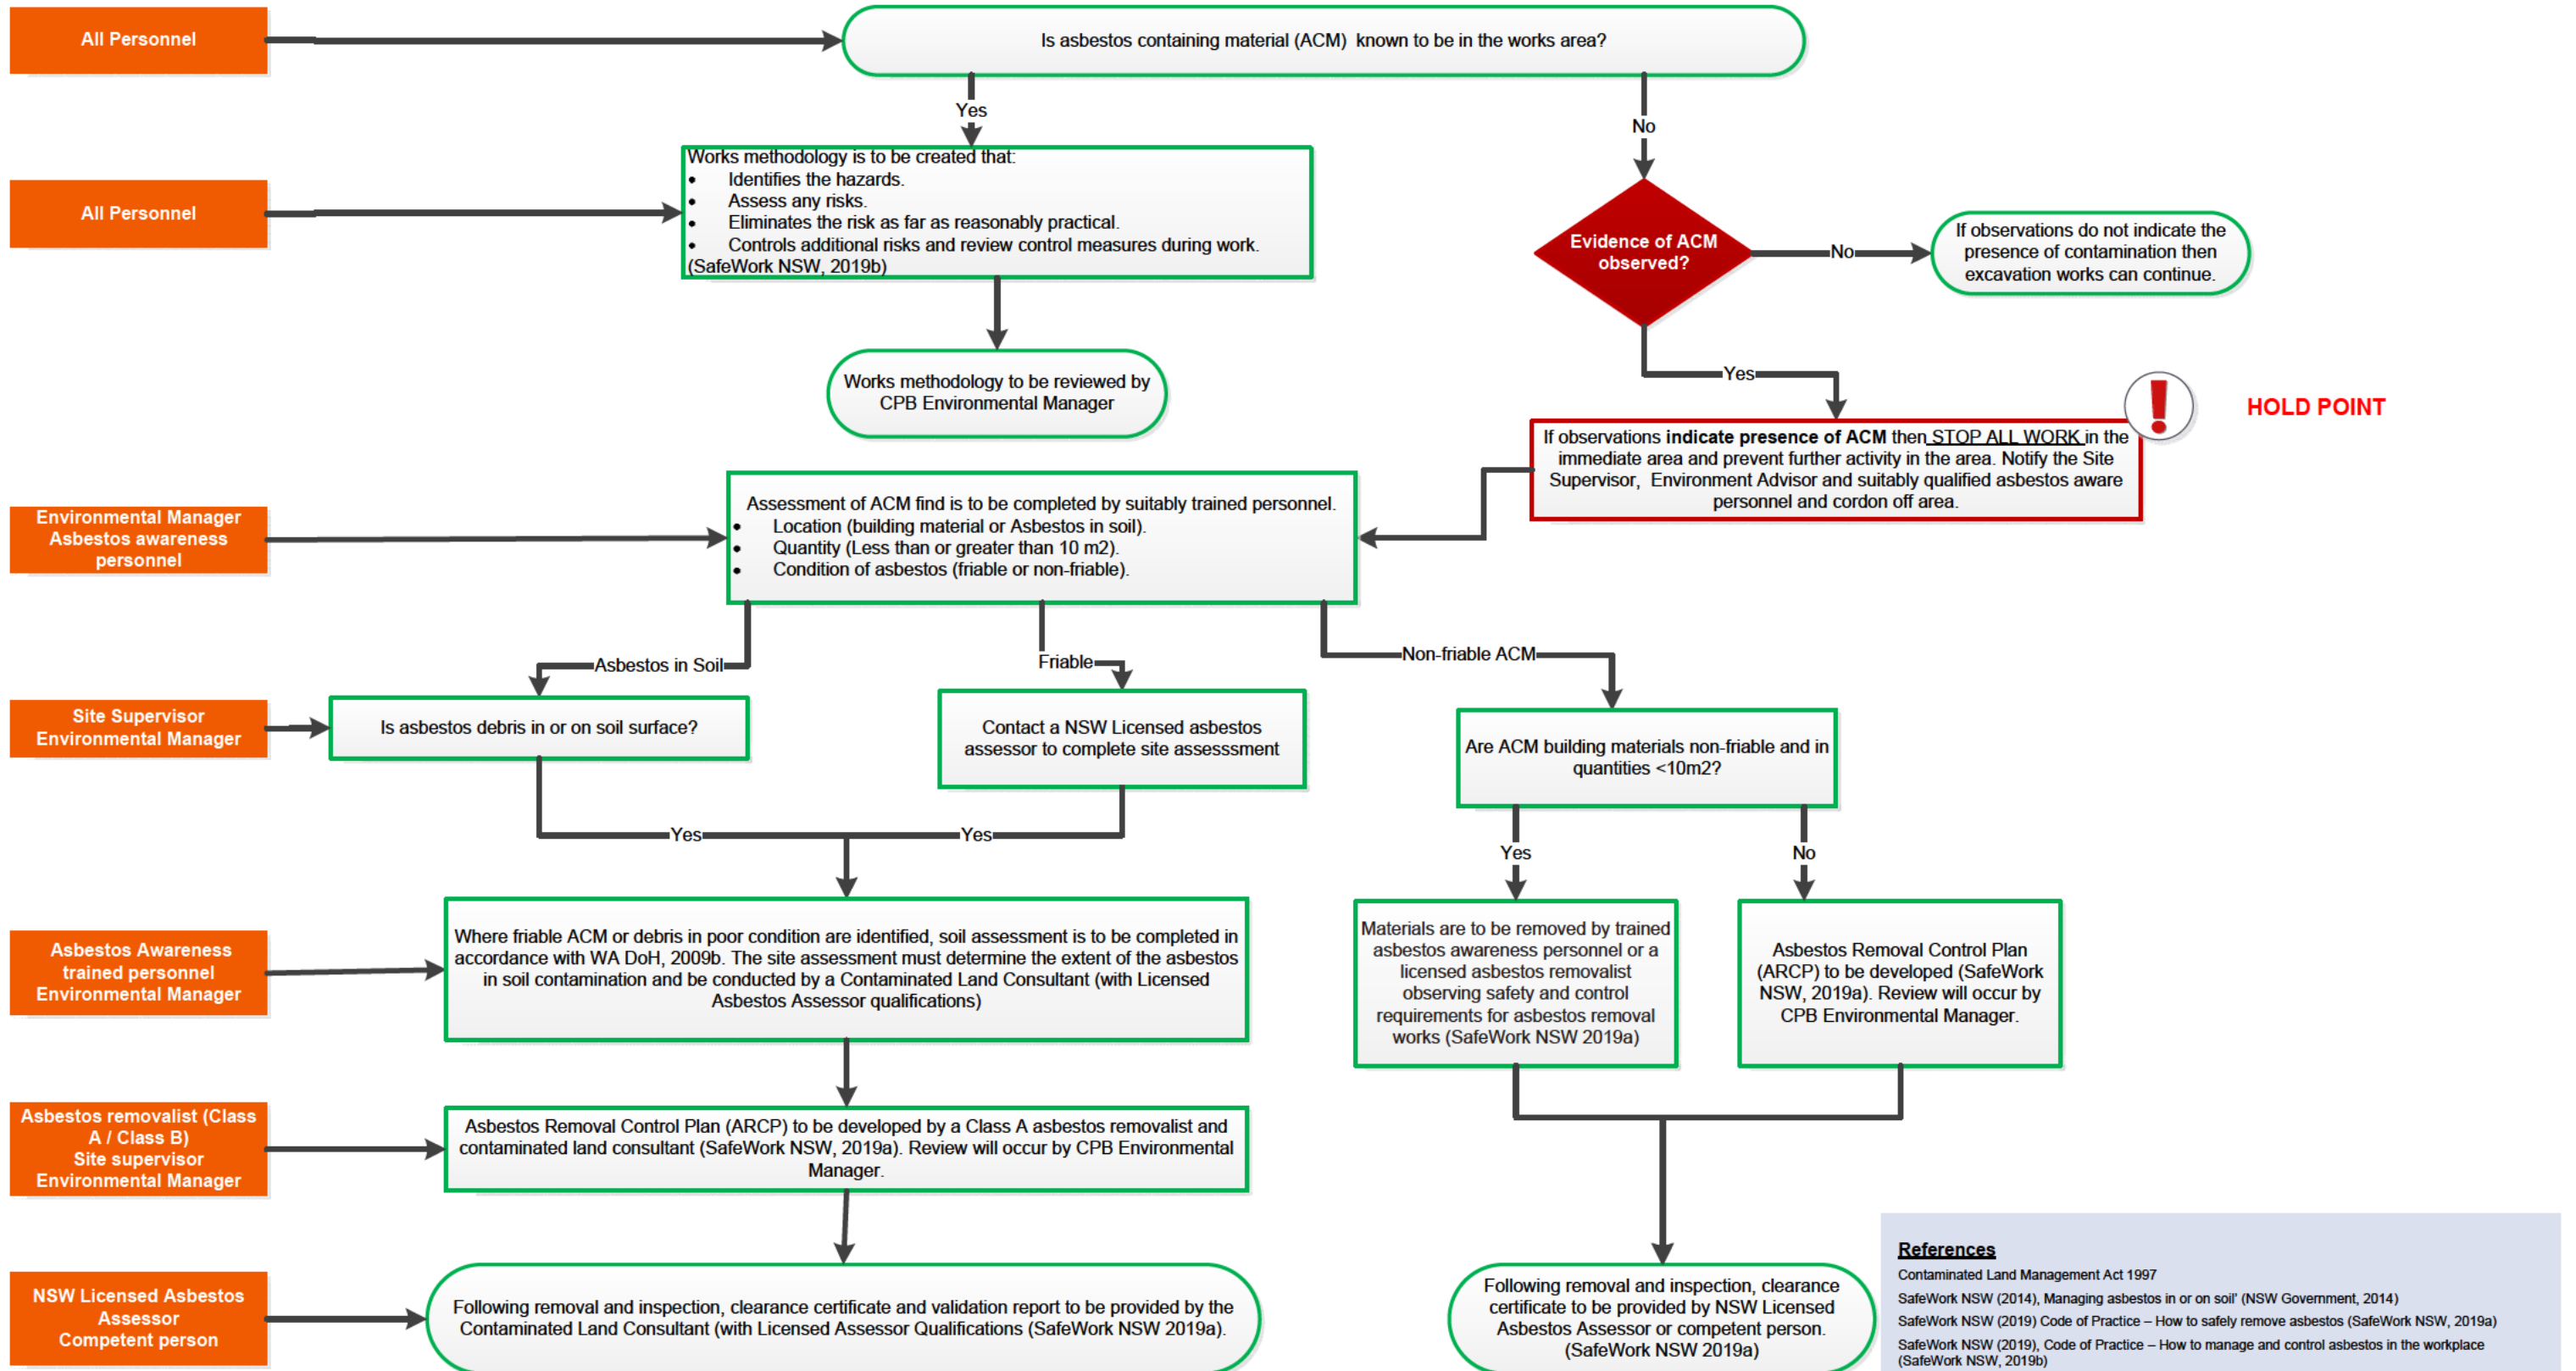 All Personnel
Is asbestos containing material (ACM)  known to be in the works area?
Yes
No
All Personnel
Works methodology is to be created that:
• Identifies the hazards.
• Assess any risks.
• Eliminates the risk as far as reasonably practical.
• Controls additional risks and review control measures during work.
(SafeWork NSW, 2019b)
Evidence of ACM
observed?
No
If observations do not indicate the
presence of contamination then
excavation works can continue.
Works methodology to be reviewed by
CPB Environmental Manager
Yes
HOLD POINT
If observations indicate presence of ACM then STOP ALL WORK in the
immediate area and prevent further activity in the area. Notify the Site
Supervisor,  Environment Advisor and suitably qualified asbestos aware
personnel and cordon off area.
Environmental Manager
Asbestos awareness
personnel
Assessment of ACM find is to be completed by suitably trained personnel.
• Location (building material or Asbestos in soil).
• Quantity (Less than or greater than 10 m2).
• Condition of asbestos (friable or non-friable).
Asbestos in Soil
Friable
Non-friable ACM
Site Supervisor
Environmental Manager
Is asbestos debris in or on soil surface?
Contact a NSW Licensed asbestos
assessor to complete site assesssment
Are ACM building materials non-friable and in
quantities <10m2?
Yes
Yes
Yes
No
Asbestos Awareness
trained personnel
Environmental Manager
Where friable ACM or debris in poor condition are identified, soil assessment is to be completed in
accordance with WA DoH, 2009b. The site assessment must determine the extent of the asbestos
in soil contamination and be conducted by a Contaminated Land Consultant (with Licensed
Asbestos Assessor qualifications)
Materials are to be removed by trained
asbestos awareness personnel or a
licensed asbestos removalist
observing safety and control
requirements for asbestos removal
works (SafeWork NSW 2019a)
Asbestos Removal Control Plan
(ARCP) to be developed (SafeWork
NSW, 2019a). Review will occur by
CPB Environmental Manager.
Asbestos removalist (Class
A / Class B)
Site supervisor
Environmental Manager
Asbestos Removal Control Plan (ARCP) to be developed by a Class A asbestos removalist and
contaminated land consultant (SafeWork NSW, 2019a). Review will occur by CPB Environmental
Manager.
NSW Licensed Asbestos
Assessor
Competent person
Following removal and inspection, clearance certificate and validation report to be provided by the
Contaminated Land Consultant (with Licensed Assessor Qualifications (SafeWork NSW 2019a).
Following removal and inspection, clearance
certificate to be provided by NSW Licensed
Asbestos Assessor or competent person.
(SafeWork NSW 2019a)
References
Contaminated Land Management Act 1997
SafeWork NSW (2014), Managing asbestos in or on soil' (NSW Government, 2014)
SafeWork NSW (2019) Code of Practice – How to safely remove asbestos (SafeWork NSW, 2019a)
SafeWork NSW (2019), Code of Practice – How to manage and control asbestos in the workplace
(SafeWork NSW, 2019b)